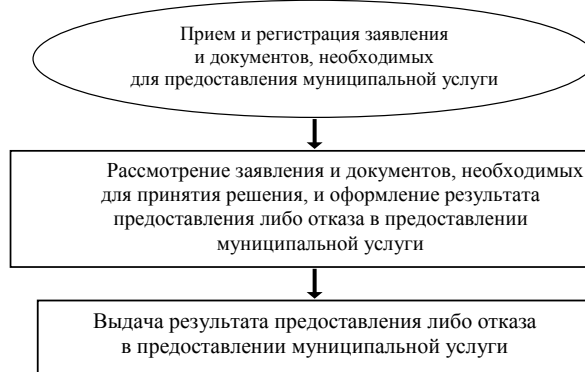 Прием и регистрация заявления
и документов, необходимых
для предоставления муниципальной услуги
Рассмотрение заявления и документов, необходимых
для принятия решения, и оформление результата
предоставления либо отказа в предоставлении
муниципальной услуги
Выдача результата предоставления либо отказа
в предоставлении муниципальной услуги